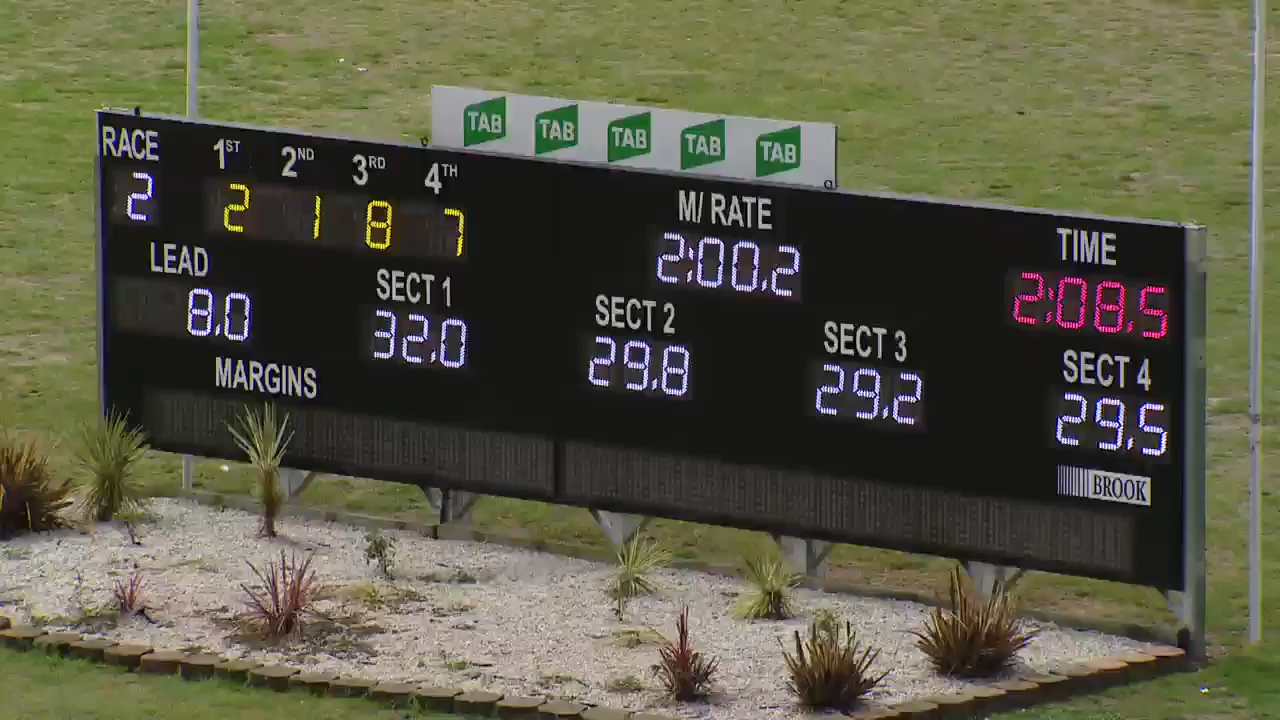 TAB TAB TAB TAB TAB
RACE 1ST 2ND 3RD 4TH
2 2 1 8 7
M/ RATE
2:00.2
TIME
2:08.5
LEAD
8.0
SECT 1
32.0
SECT 2
29.8
SECT 3
29.2
SECT 4
29.5
MARGINS
BROOK